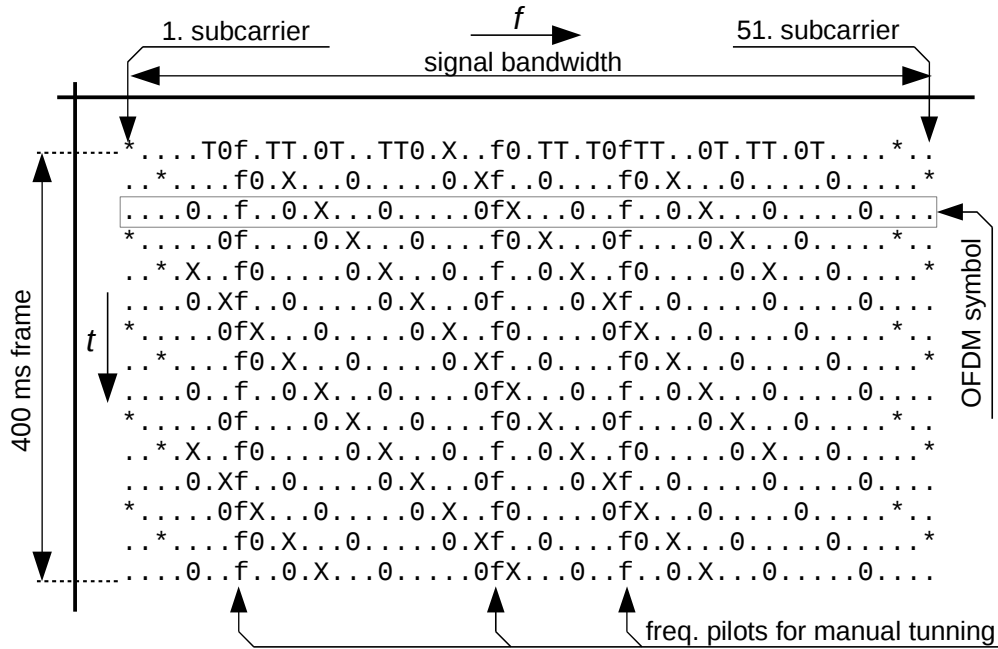 1. subcarrier
f
51. subcarrier
signal bandwidth
*....T0f.TT.0T..TT0.X..f0.TT.T0fTT..0T.TT.0T....*..
..*....f0.X...0.....0.Xf..0....f0.X...0.....0.....*
....0..f..0.X...0.....0fX...0..f..0.X...0.....0....
*.....0f....0.X...0....f0.X...0f....0.X...0.....*..
..*.X..f0.....0.X...0..f..0.X..f0.....0.X...0.....*
....0.Xf..0.....0.X...0f....0.Xf..0.....0.....0....
*.....0fX...0.....0.X..f0.....0fX...0.....0.....*..
..*....f0.X...0.....0.Xf..0....f0.X...0.....0.....*
....0..f..0.X...0.....0fX...0..f..0.X...0.....0....
*.....0f....0.X...0....f0.X...0f....0.X...0.....*..
..*.X..f0.....0.X...0..f..0.X..f0.....0.X...0.....*
....0.Xf..0.....0.X...0f....0.Xf..0.....0.....0....
*.....0fX...0.....0.X..f0.....0fX...0.....0.....*..
..*....f0.X...0.....0.Xf..0....f0.X...0.....0.....*
....0..f..0.X...0.....0fX...0..f..0.X...0.....0....
400 ms frame
t
OFDM symbol
freq. pilots for manual tunning